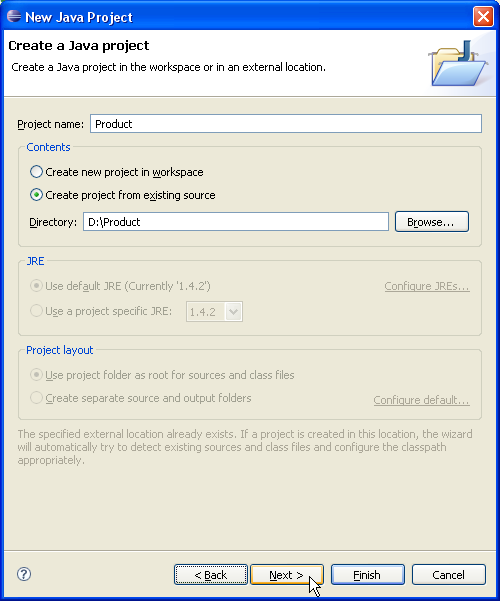 New Java Project
Create a Java project
Create a Java project in the workspace or in an external location.
Project name: Product
Contents
Create new project in workspace
Create project from existing source
Directory: D:\Product Browse...
JRE
Use default JRE (Currently '1.4.2') Configure JREs...
Use a project specific JRE: 1.4.2
Project layout
Use project folder as root for sources and class files
Create separate source and output folders Configure default...
The specified external location already exists. If a project is created in this location, the wizard
will automatically try to detect existing sources and class files and configure the classpath
appropriately.
? < Back Next > Finish Cancel